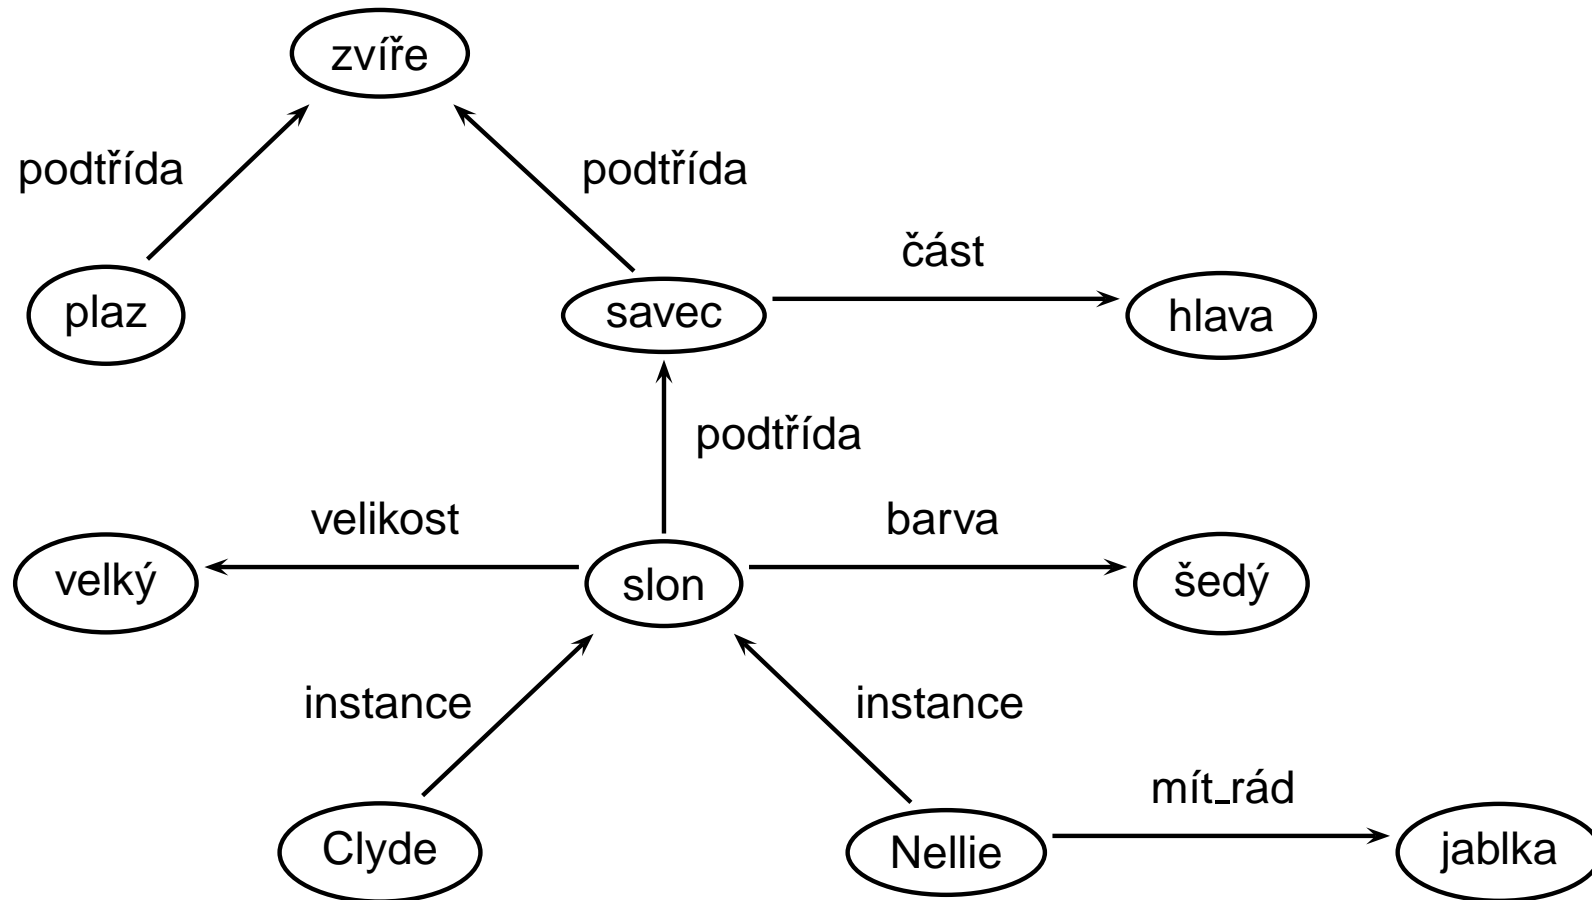 zvíře
podtřída
podtřída
část
plaz
savec
hlava
podtřída
velikost
barva
velký
slon
šedý
instance
instance
mít_rád
Clyde
Nellie
jablka